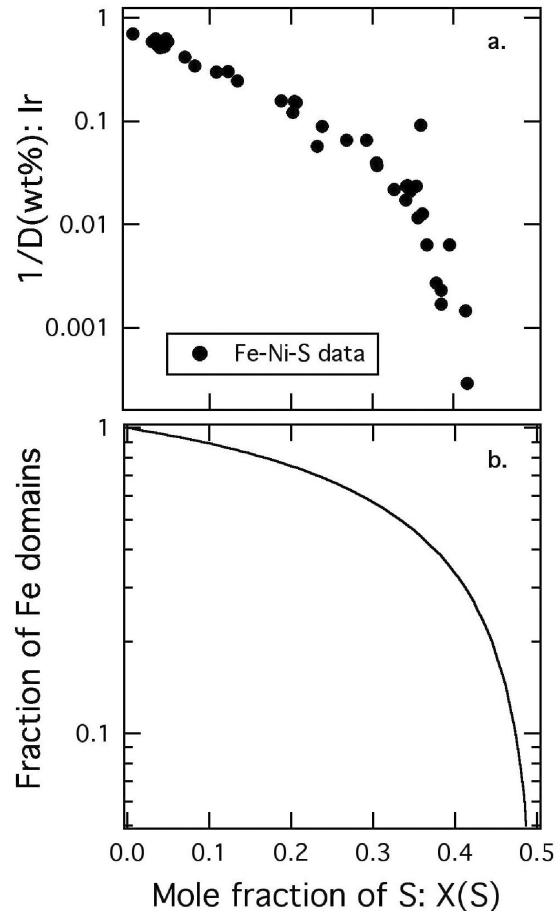 1
a.
0.1
0.01
0.001
1/D(wt%): Ir
Fe-Ni-S data
1
b.
0.1
Fraction of Fe domains
0.0 0.1 0.2 0.3 0.4 0.5
Mole fraction of S: X(S)